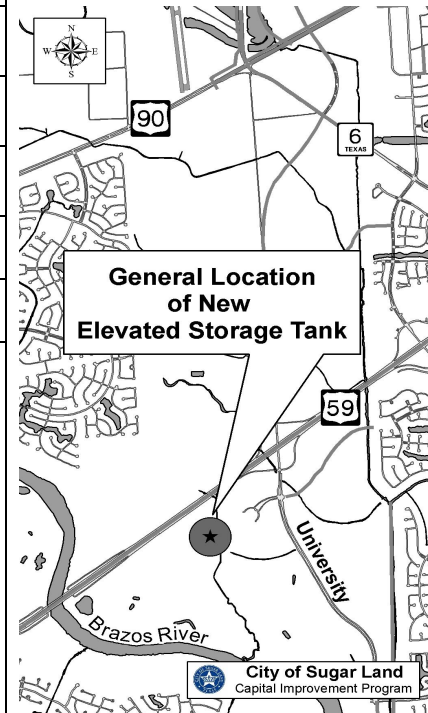 N
W E
S
90
6
TEXAS
General Location
of New
Elevated Storage Tank
59
University
Brazos River
City of Sugar Land
Capital Improvement Program